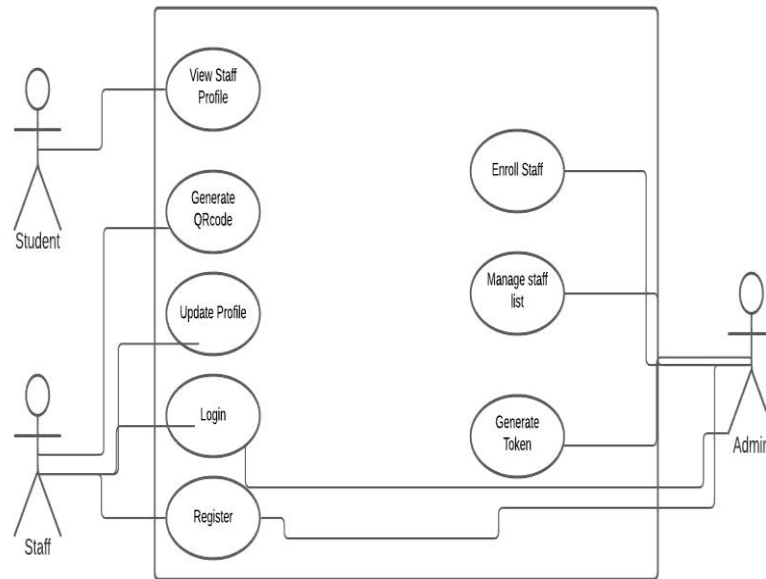 View Staff
Profile
Student
Generate
QRcode
Update Profile
Login
Register
Staff
Enroll Staff
Manage staff
list
Generate
Token
Admin